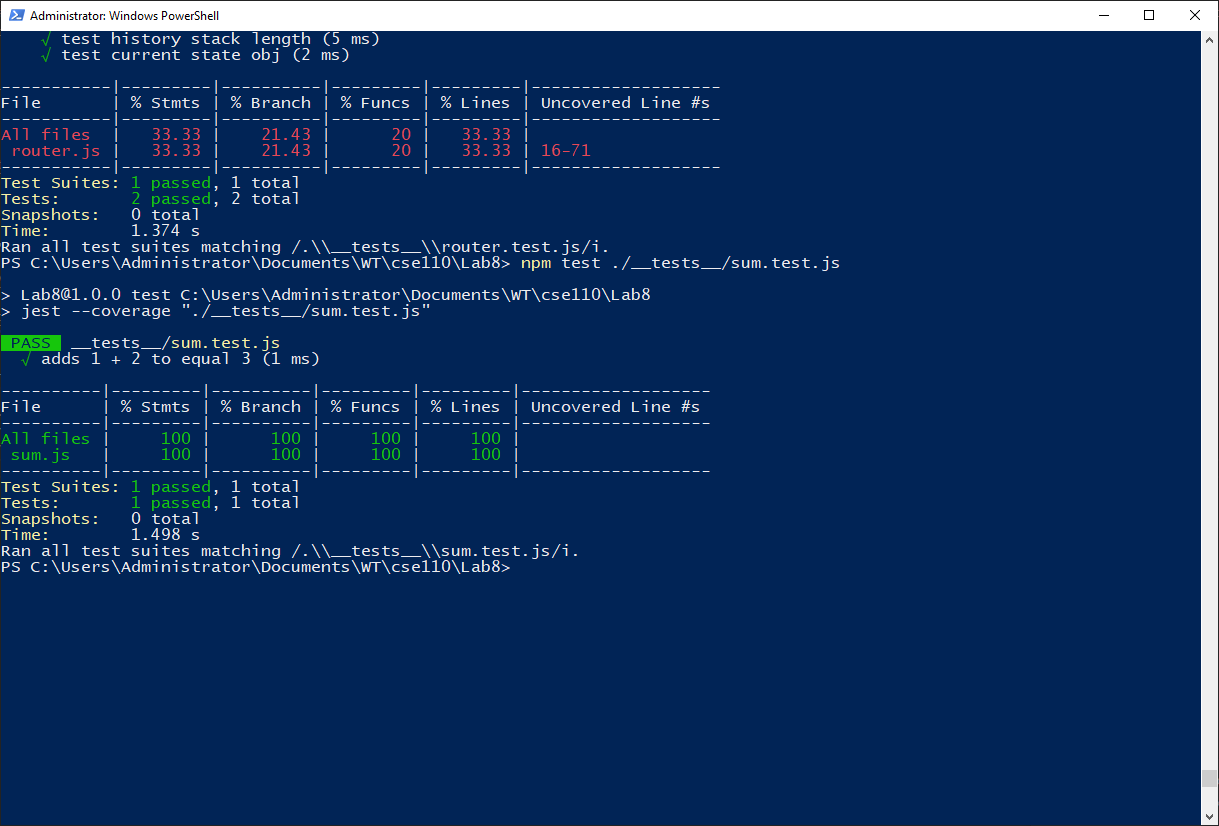 Administrator: Windows PowerShell
√ test history stack length (5 ms)
√ test current state obj (2 ms)
-----------|---------|----------|---------|---------|-------------------
File       | % Stmts | % Branch | % Funcs | % Lines | Uncovered Line #s
-----------|---------|----------|---------|---------|-------------------
All files  |   33.33 |    21.43 |      20 |   33.33 |
 router.js |   33.33 |    21.43 |      20 |   33.33 | 16-71
-----------|---------|----------|---------|---------|-------------------
Test Suites: 1 passed, 1 total
Tests:       2 passed, 2 total
Snapshots:   0 total
Time:        1.374 s
Ran all test suites matching /.\\__tests__\\router.test.js/i.
PS C:\Users\Administrator\Documents\WT\cse110\Lab8> npm test ./__tests__/sum.test.js
> Lab8@1.0.0 test C:\Users\Administrator\Documents\WT\cse110\Lab8
> jest --coverage "./__tests__/sum.test.js"
PASS __tests__/sum.test.js
√ adds 1 + 2 to equal 3 (1 ms)
----------|---------|----------|---------|---------|-------------------
File      | % Stmts | % Branch | % Funcs | % Lines | Uncovered Line #s
----------|---------|----------|---------|---------|-------------------
All files |     100 |      100 |     100 |     100 |
 sum.js   |     100 |      100 |     100 |     100 |
----------|---------|----------|---------|---------|-------------------
Test Suites: 1 passed, 1 total
Tests:       1 passed, 1 total
Snapshots:   0 total
Time:        1.498 s
Ran all test suites matching /.\\__tests__\\sum.test.js/i.
PS C:\Users\Administrator\Documents\WT\cse110\Lab8>